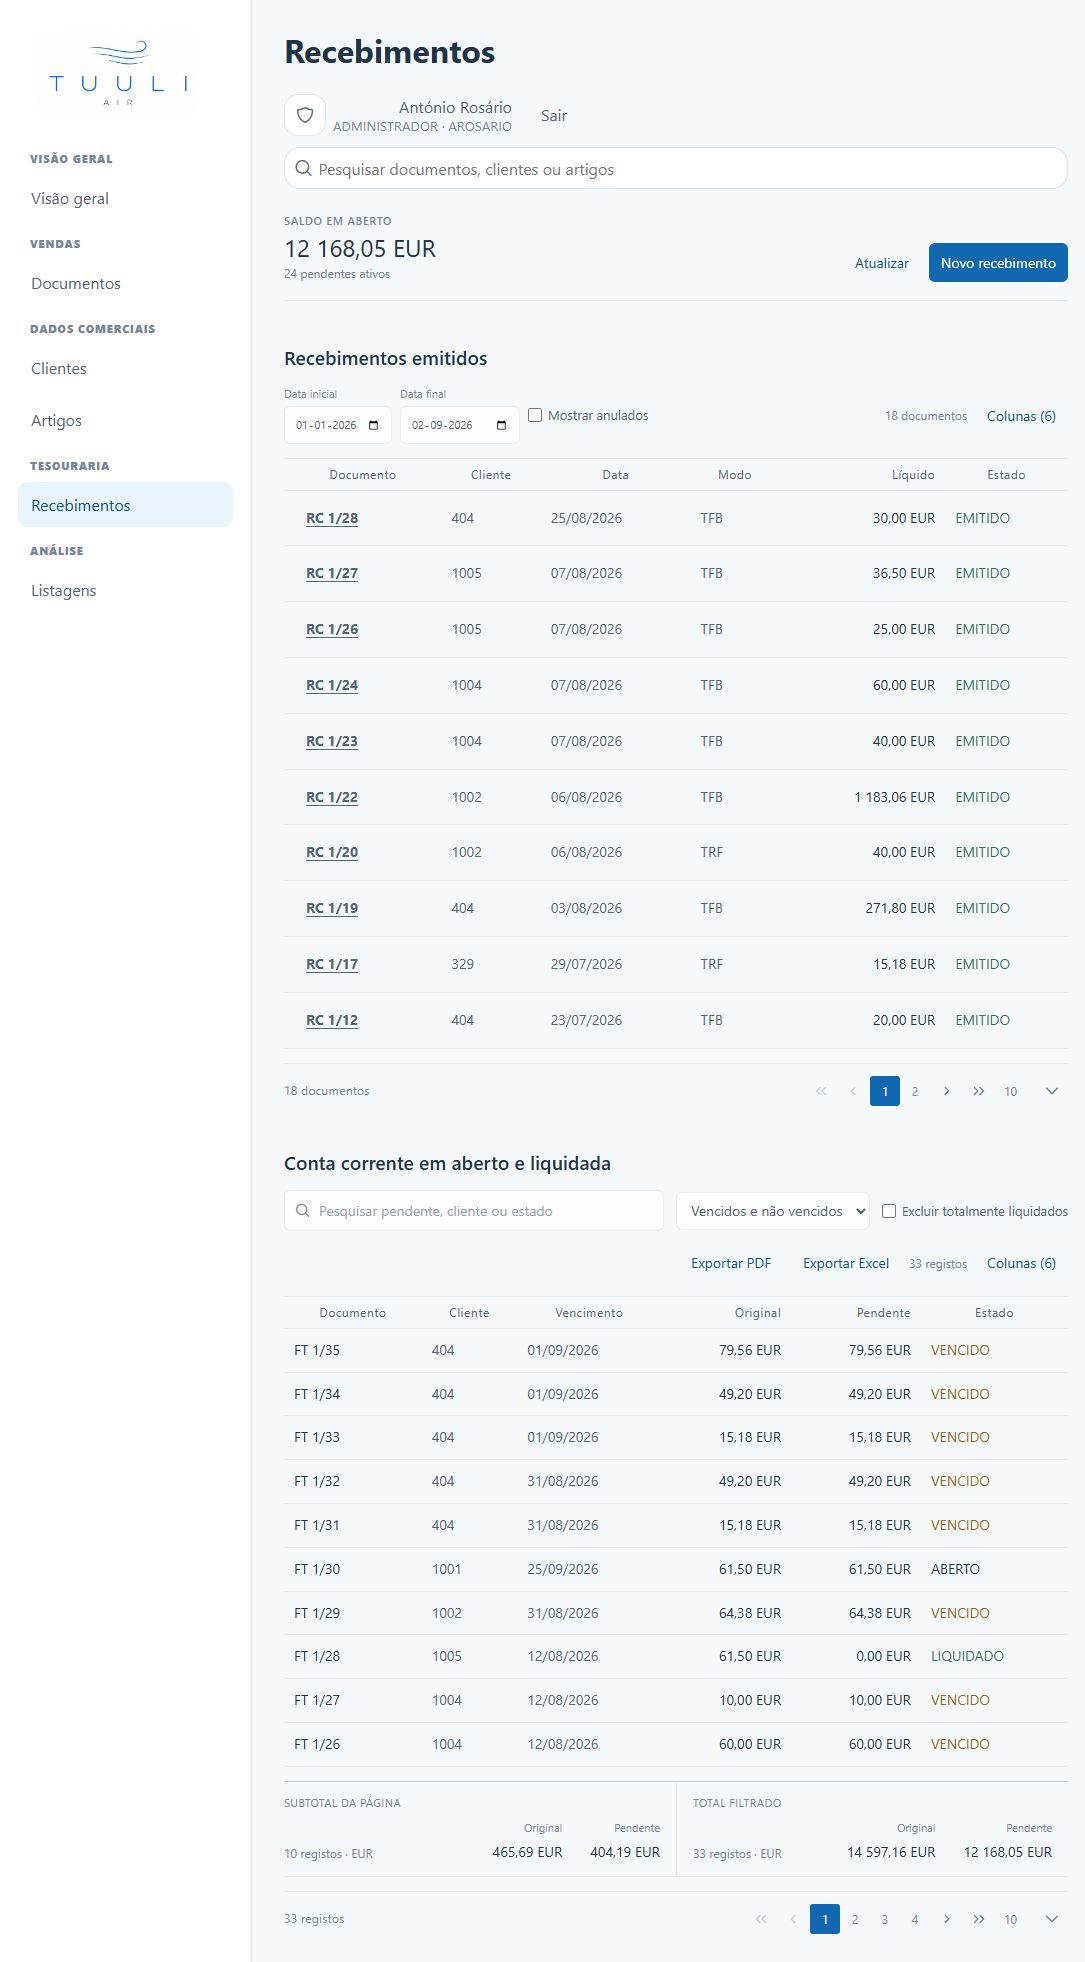 TUULI
AIR
VISÃO GERAL
Visão geral
VENDAS
Documentos
DADOS COMERCIAIS
Clientes
Artigos
TESOURARIA
Recebimentos
ANÁLISE
Listagens
Recebimentos
António Rosário
ADMINISTRADOR · AROSARIO
Sair
Pesquisar documentos, clientes ou artigos
SALDO EM ABERTO
12 168,05 EUR
24 pendentes ativos
Atualizar Novo recebimento
Recebimentos emitidos
Data inicial Data final
01-01-2026 02-09-2026 Mostrar anulados 18 documentos Colunas (6)
Documento Cliente Data Modo Líquido Estado
RC 1/28 404 25/08/2026 TFB 30,00 EUR EMITIDO
RC 1/27 1005 07/08/2026 TFB 36,50 EUR EMITIDO
RC 1/26 1005 07/08/2026 TFB 25,00 EUR EMITIDO
RC 1/24 1004 07/08/2026 TFB 60,00 EUR EMITIDO
RC 1/23 1004 07/08/2026 TFB 40,00 EUR EMITIDO
RC 1/22 1002 06/08/2026 TFB 1 183,06 EUR EMITIDO
RC 1/20 1002 06/08/2026 TRF 40,00 EUR EMITIDO
RC 1/19 404 03/08/2026 TFB 271,80 EUR EMITIDO
RC 1/17 329 29/07/2026 TRF 15,18 EUR EMITIDO
RC 1/12 404 23/07/2026 TFB 20,00 EUR EMITIDO
18 documentos 1 2 10
Conta corrente em aberto e liquidada
Pesquisar pendente, cliente ou estado Vencidos e não vencidos Excluir totalmente liquidados
Exportar PDF Exportar Excel 33 registos Colunas (6)
Documento Cliente Vencimento Original Pendente Estado
FT 1/35 404 01/09/2026 79,56 EUR 79,56 EUR VENCIDO
FT 1/34 404 01/09/2026 49,20 EUR 49,20 EUR VENCIDO
FT 1/33 404 01/09/2026 15,18 EUR 15,18 EUR VENCIDO
FT 1/32 404 31/08/2026 49,20 EUR 49,20 EUR VENCIDO
FT 1/31 404 31/08/2026 15,18 EUR 15,18 EUR VENCIDO
FT 1/30 1001 25/09/2026 61,50 EUR 61,50 EUR ABERTO
FT 1/29 1002 31/08/2026 64,38 EUR 64,38 EUR VENCIDO
FT 1/28 1005 12/08/2026 61,50 EUR 0,00 EUR LIQUIDADO
FT 1/27 1004 12/08/2026 10,00 EUR 10,00 EUR VENCIDO
FT 1/26 1004 12/08/2026 60,00 EUR 60,00 EUR VENCIDO
SUBTOTAL DA PÁGINA
Original Pendente
10 registos · EUR 465,69 EUR 404,19 EUR
TOTAL FILTRADO
Original Pendente
33 registos · EUR 14 597,16 EUR 12 168,05 EUR
33 registos 1 2 3 4 10